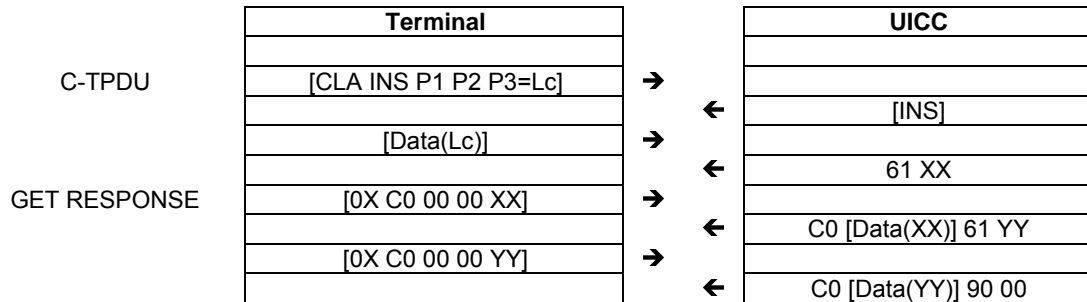 Terminal UICC
C-TPDU [CLA INS P1 P2 P3=Lc] ➔
← [INS]
[Data(Lc)] ➔
← 61 XX
GET RESPONSE [0X C0 00 00 XX] ➔
← C0 [Data(XX)] 61 YY
[0X C0 00 00 YY] ➔
← C0 [Data(YY)] 90 00